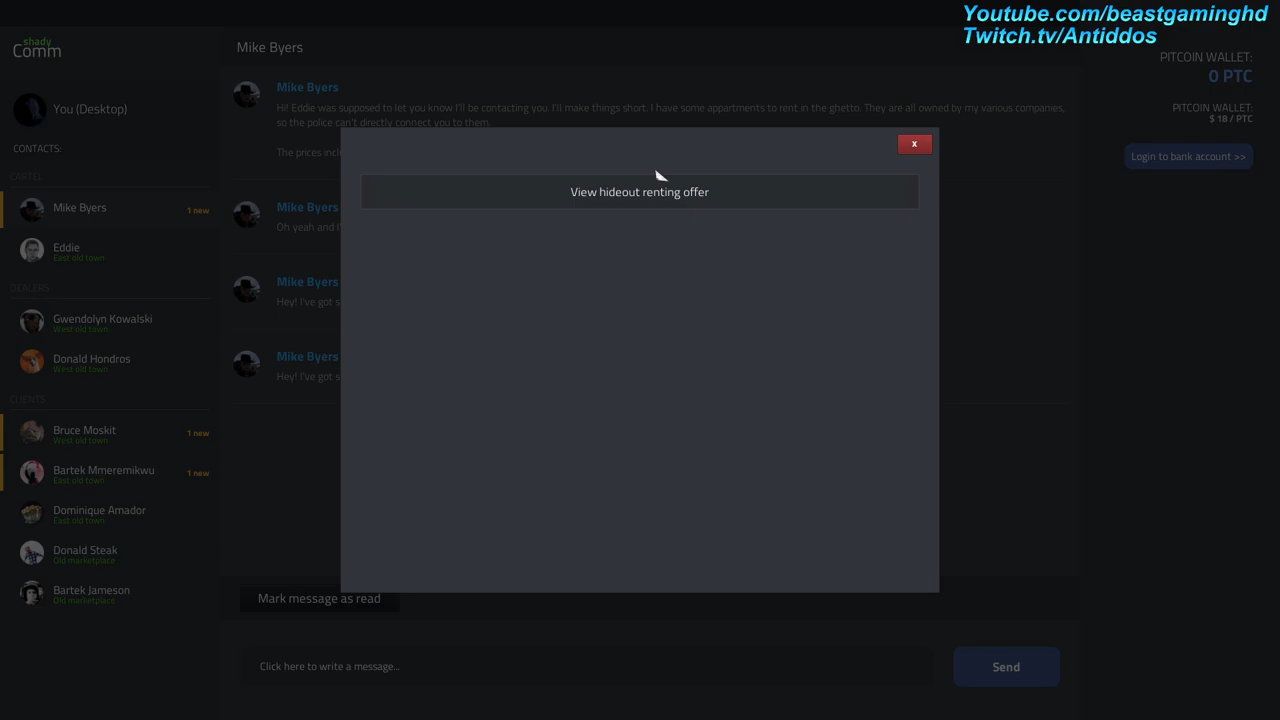 Youtube.com/beastgaminghd
Twitch.tv/Antiddos
shady
Comm
You (Desktop)
CONTACTS:
CARTEL
Mike Byers
1 new
Eddie
East old town
DEALERS
Gwendolyn Kowalski
West old town
Donald Hondros
West old town
CLIENTS
Bruce Moskit
West old town
1 new
Bartek Mmeremikwu
East old town
1 new
Dominique Amador
East old town
Donald Steak
Old marketplace
Bartek Jameson
Old marketplace
Mike Byers
Mike Byers
Hi! Eddie was supposed to let you know I'll be contacting you. I'll make things short. I have some appartments to rent in the ghetto. They are all owned by my various companies,
so the police can't directly connect you to them.
The prices incl
Mike Byers
Oh yeah and I'
Mike Byers
Hey! I've got s
Mike Byers
Hey! I've got s
x
View hideout renting offer
Mark message as read
Click here to write a message...
Send
PITCOIN WALLET:
0 PTC
PITCOIN WALLET:
$ 18 / PTC
Login to bank account >>